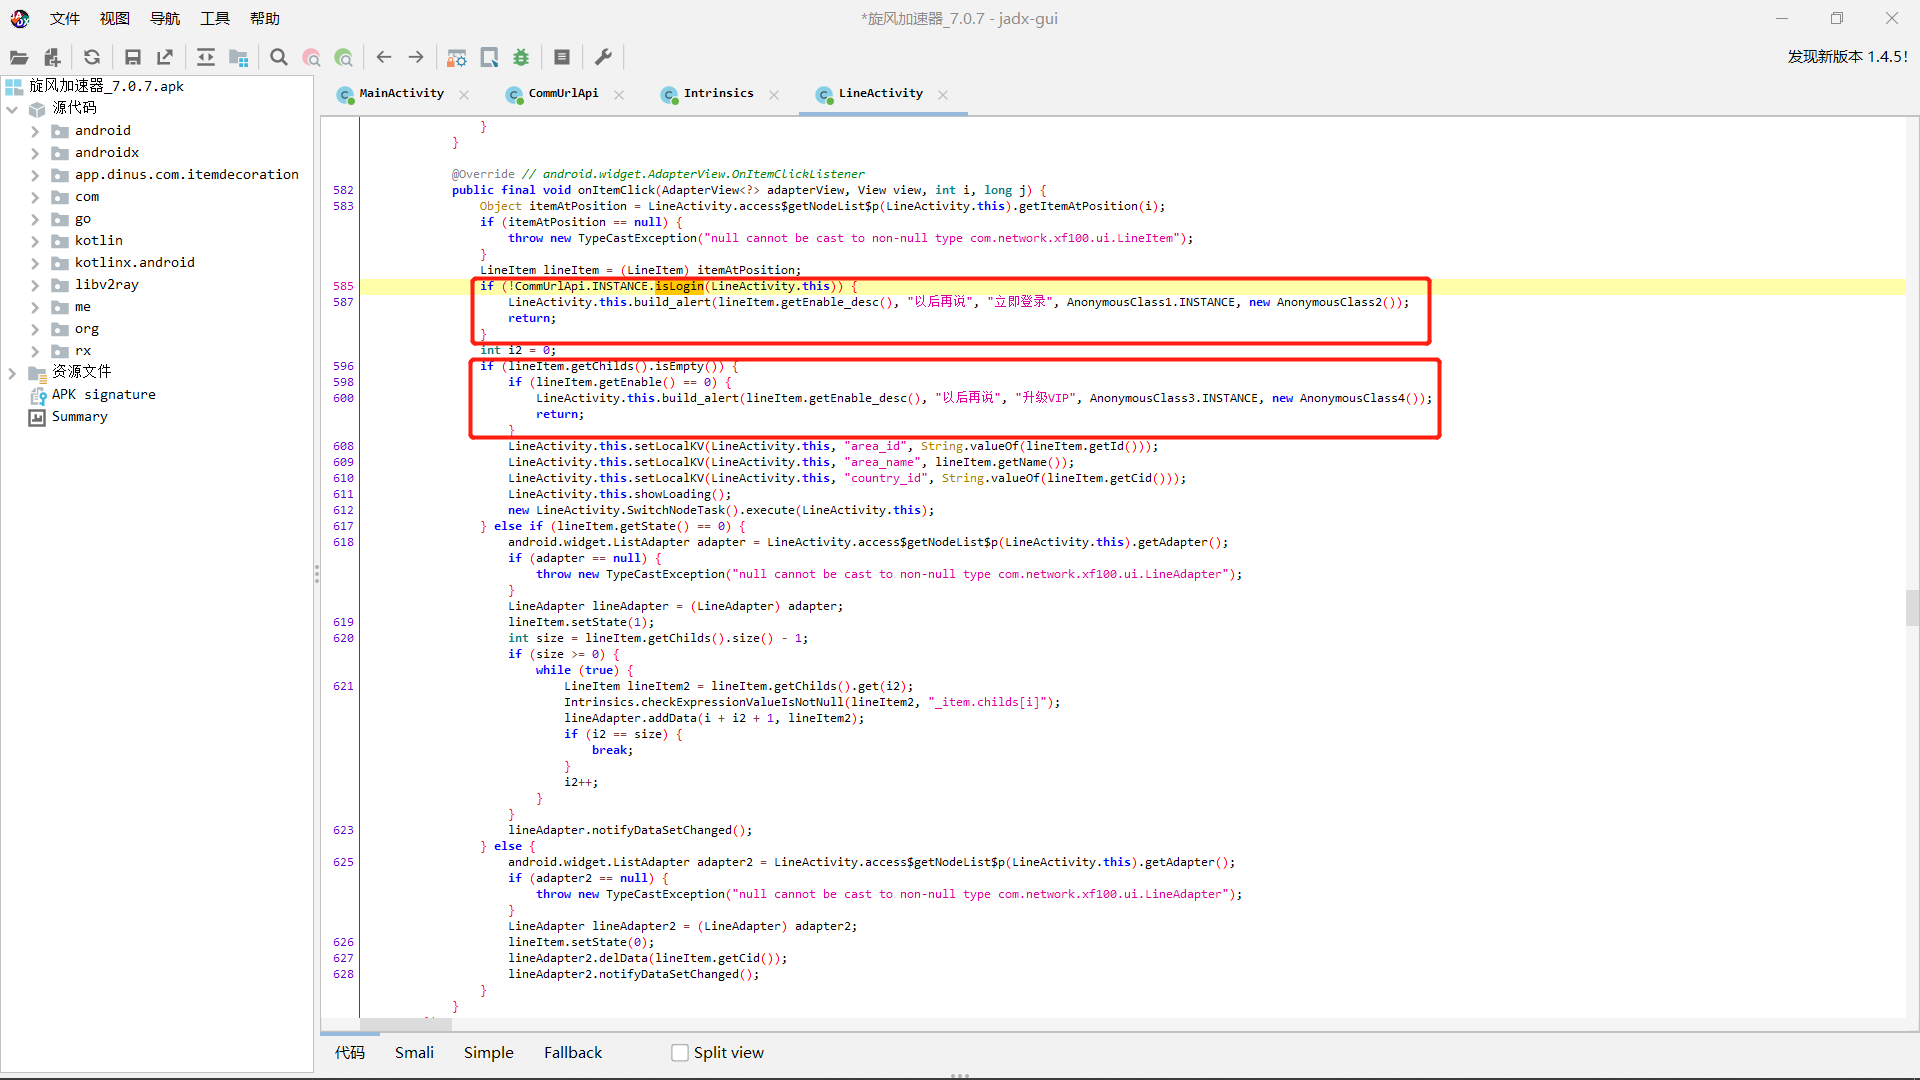 文件 视图 导航 工具 帮助
*旋风加速器_7.0.7 - jadx-gui
发现新版本 1.4.5!
旋风加速器_7.0.7.apk
源代码
android
androidx
app.dinus.com.itemdecoration
com
go
kotlin
kotlinx.android
libv2ray
me
org
rx
资源文件
APK signature
Summary
MainActivity CommUrlApi Intrinsics LineActivity
}
}
@Override // android.widget.AdapterView.OnItemClickListener
582 public final void onItemClick(AdapterView<?> adapterView, View view, int i, long j) {
583 Object itemAtPosition = LineActivity.access$getNodeList$p(LineActivity.this).getItemAtPosition(i);
if (itemAtPosition == null) {
throw new TypeCastException("null cannot be cast to non-null type com.network.xf100.ui.LineItem");
}
LineItem lineItem = (LineItem) itemAtPosition;
585 if (!CommUrlApi.INSTANCE.isLogin(LineActivity.this)) {
587 LineActivity.this.build_alert(lineItem.getEnable_desc(), "以后再说", "立即登录", AnonymousClass1.INSTANCE, new AnonymousClass2());
return;
}
int i2 = 0;
596 if (lineItem.getChilds().isEmpty()) {
598 if (lineItem.getEnable() == 0) {
600 LineActivity.this.build_alert(lineItem.getEnable_desc(), "以后再说", "升级VIP", AnonymousClass3.INSTANCE, new AnonymousClass4());
return;
}
608 LineActivity.this.setLocalKV(LineActivity.this, "area_id", String.valueOf(lineItem.getId()));
609 LineActivity.this.setLocalKV(LineActivity.this, "area_name", lineItem.getName());
610 LineActivity.this.setLocalKV(LineActivity.this, "country_id", String.valueOf(lineItem.getCid()));
611 LineActivity.this.showLoading();
612 new LineActivity.SwitchNodeTask().execute(LineActivity.this);
617 } else if (lineItem.getState() == 0) {
618 android.widget.ListAdapter adapter = LineActivity.access$getNodeList$p(LineActivity.this).getAdapter();
if (adapter == null) {
throw new TypeCastException("null cannot be cast to non-null type com.network.xf100.ui.LineAdapter");
}
LineAdapter lineAdapter = (LineAdapter) adapter;
619 lineItem.setState(1);
620 int size = lineItem.getChilds().size() - 1;
if (size >= 0) {
while (true) {
621 LineItem lineItem2 = lineItem.getChilds().get(i2);
Intrinsics.checkExpressionValueIsNotNull(lineItem2, "_item.childs[i]");
lineAdapter.addData(i + i2 + 1, lineItem2);
if (i2 == size) {
break;
}
i2++;
}
}
623 lineAdapter.notifyDataSetChanged();
} else {
625 android.widget.ListAdapter adapter2 = LineActivity.access$getNodeList$p(LineActivity.this).getAdapter();
if (adapter2 == null) {
throw new TypeCastException("null cannot be cast to non-null type com.network.xf100.ui.LineAdapter");
}
LineAdapter lineAdapter2 = (LineAdapter) adapter2;
626 lineItem.setState(0);
627 lineAdapter2.delData(lineItem.getCid());
628 lineAdapter2.notifyDataSetChanged();
}
}
代码 Smali Simple Fallback Split view